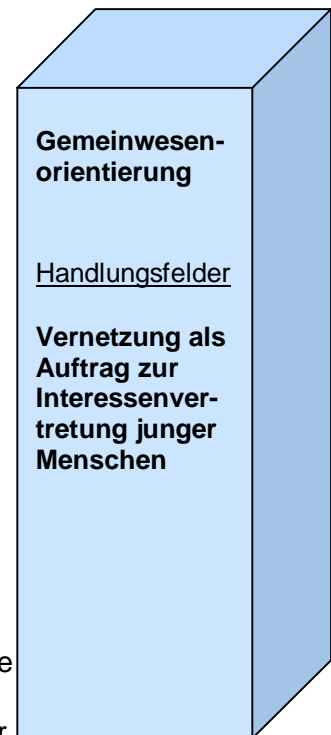 Gemeinwesen-
orientierung
Handlungsfelder
Vernetzung als
Auftrag zur
Interessenver-
tretung junger
Menschen
e
r